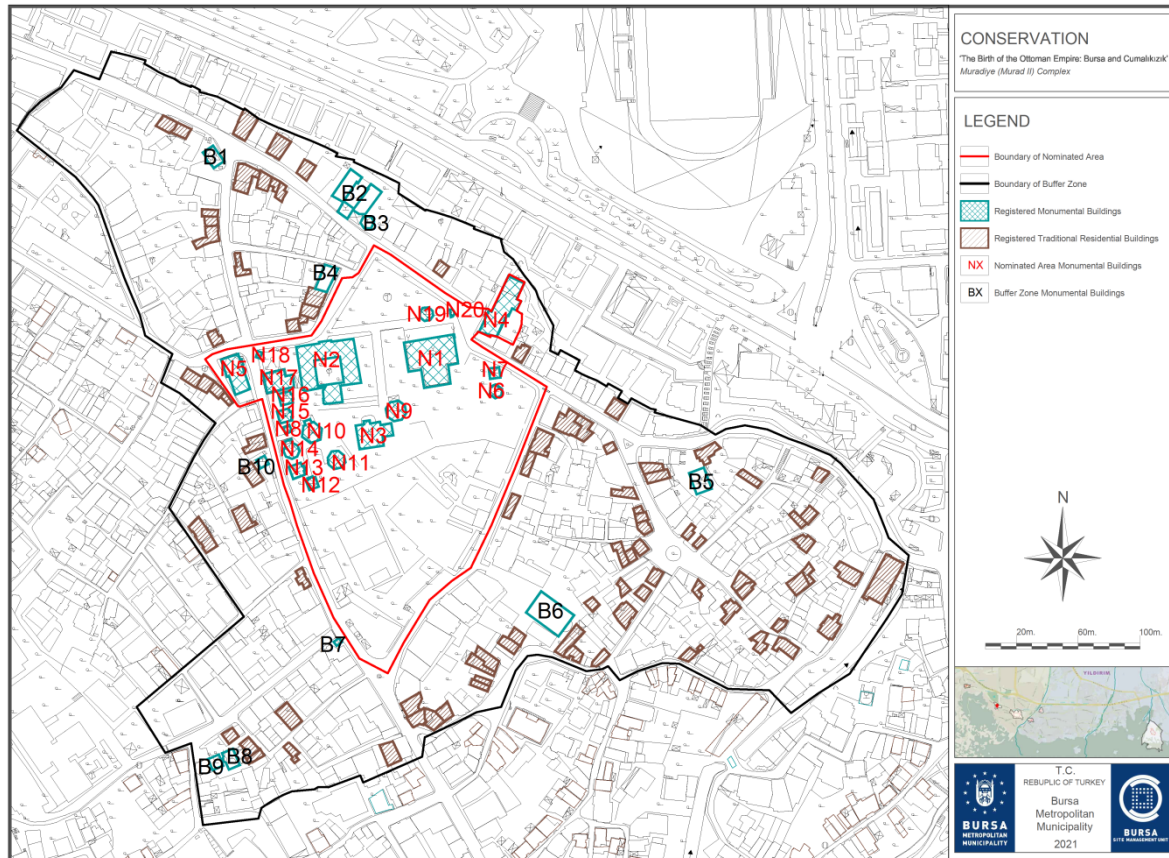 CONSERVATION
'The Birth of the Ottoman Empire: Bursa and Cumalıkızık'
Muradiye (Murad II) Complex
LEGEND
Boundary of Nominated Area
Boundary of Buffer Zone
Registered Monumental Buildings
Registered Traditional Residential Buildings
NX Nominated Area Monumental Buildings
BX Buffer Zone Monumental Buildings
N
20m. 60m. 100m.
YILDIRIM
BURSA
METROPOLITAN
MUNICIPALITY
T.C.
REBUPLIC OF TURKEY
Bursa
Metropolitan
Municipality
2021
BURSA
SITE MANAGEMENT UNIT
B1
B2
B3
B4
N19
N20
N4
N18
N5
N2
N1
N17
N7
N6
N16
N15
N9
N8
N10
N3
N14
N11
B10
N13
N12
B5
B6
B7
B8
B9